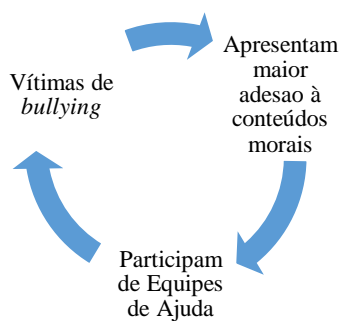 Vítimas de
bullying
Apresentam
maior
adesao à
conteúdos
morais
Participam
de Equipes
de Ajuda